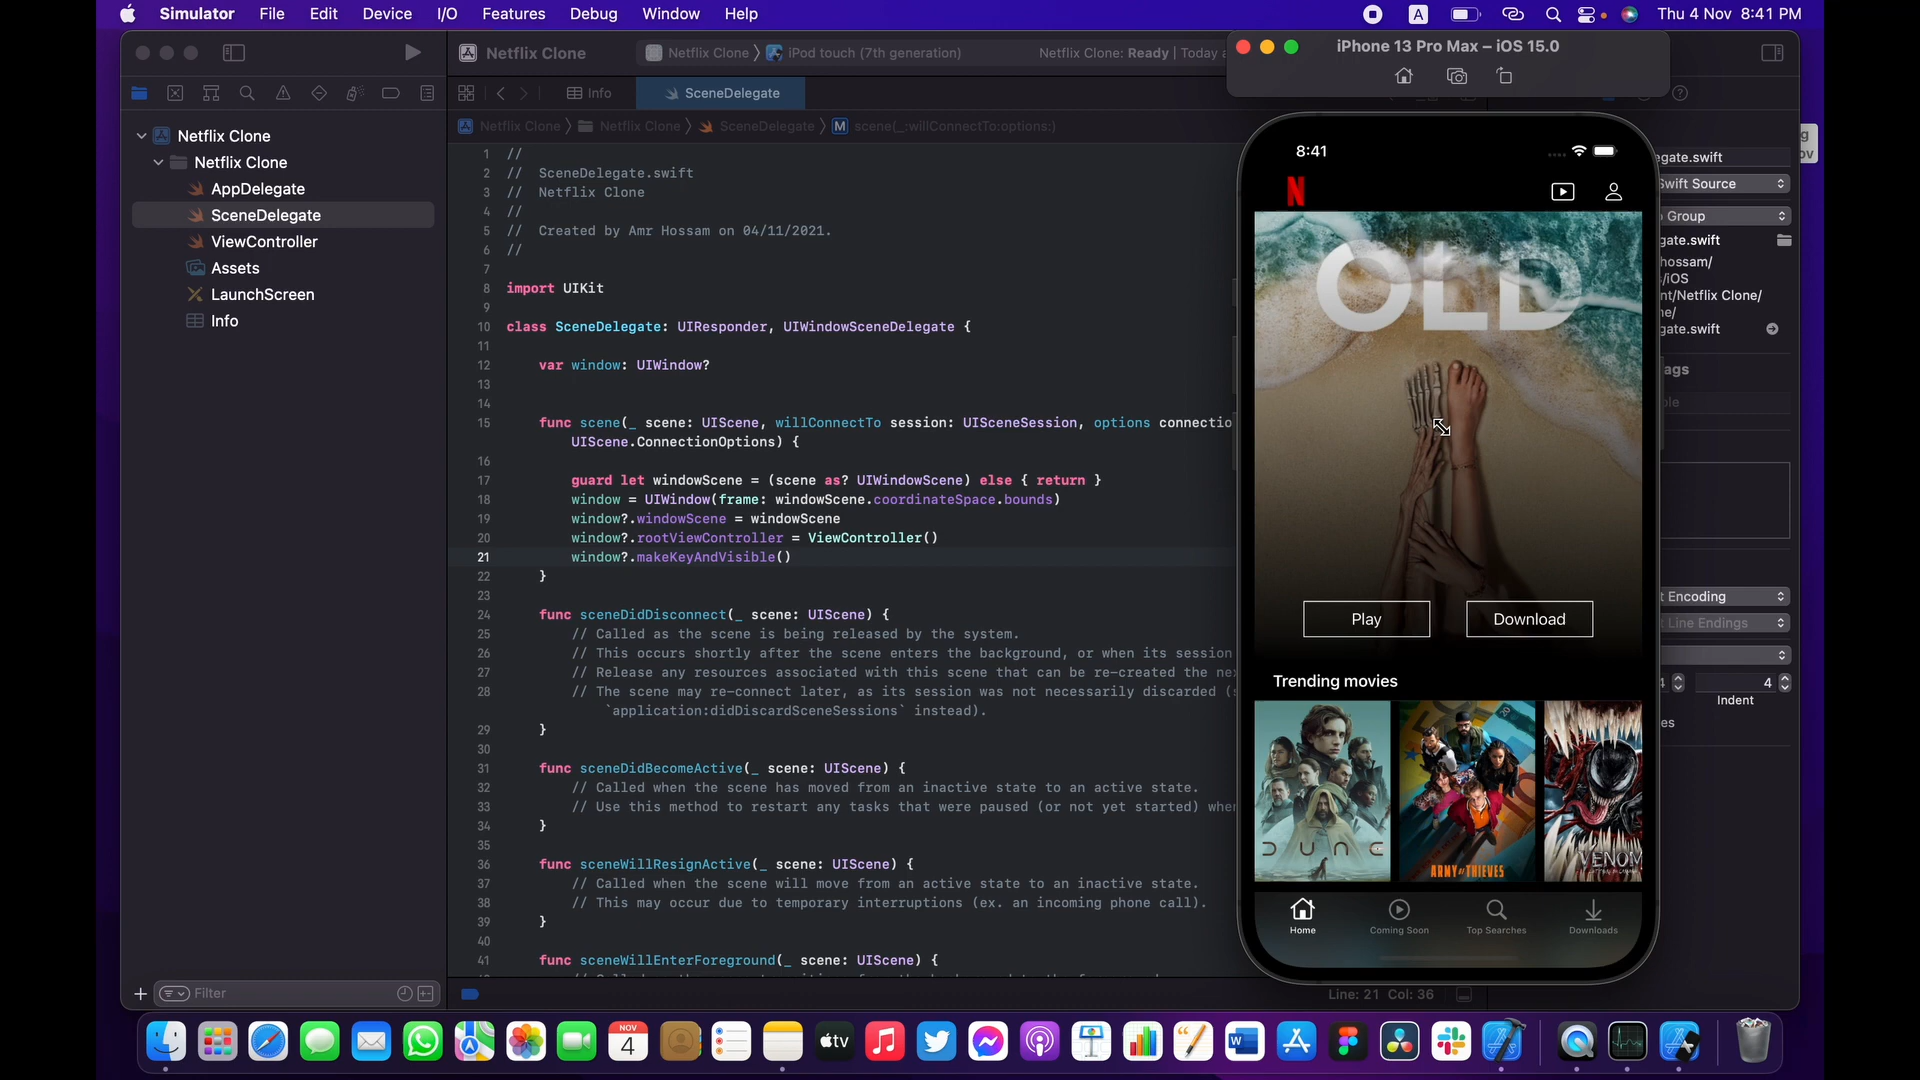 Simulator File Edit Device I/O Features Debug Window Help
A
Thu 4 Nov 8:41 PM
Netflix Clone
Netflix Clone
iPod touch (7th generation)
Netflix Clone: Ready | Today
iPhone 13 Pro Max – iOS 15.0
Info
SceneDelegate
Netflix Clone
Netflix Clone
SceneDelegate
M scene(_:willConnectTo:options:)
Netflix Clone
Netflix Clone
AppDelegate
SceneDelegate
ViewController
Assets
LaunchScreen
Info
1 //
2 // SceneDelegate.swift
3 // Netflix Clone
4 //
5 // Created by Amr Hossam on 04/11/2021.
6 //
7
8 import UIKit
9
10 class SceneDelegate: UIResponder, UIWindowSceneDelegate {
11
12 var window: UIWindow?
13
14
15 func scene(_ scene: UIScene, willConnectTo session: UISceneSession, options connectio
UIScene.ConnectionOptions) {
16
17 guard let windowScene = (scene as? UIWindowScene) else { return }
18 window = UIWindow(frame: windowScene.coordinateSpace.bounds)
19 window?.windowScene = windowScene
20 window?.rootViewController = ViewController()
21 window?.makeKeyAndVisible()
22 }
23
24 func sceneDidDisconnect(_ scene: UIScene) {
25 // Called as the scene is being released by the system.
26 // This occurs shortly after the scene enters the background, or when its session
27 // Release any resources associated with this scene that can be re-created the ne
28 // The scene may re-connect later, as its session was not necessarily discarded (
`application:didDiscardSceneSessions` instead).
29 }
30
31 func sceneDidBecomeActive(_ scene: UIScene) {
32 // Called when the scene has moved from an inactive state to an active state.
33 // Use this method to restart any tasks that were paused (or not yet started) whe
34 }
35
36 func sceneWillResignActive(_ scene: UIScene) {
37 // Called when the scene will move from an active state to an inactive state.
38 // This may occur due to temporary interruptions (ex. an incoming phone call).
39 }
40
41 func sceneWillEnterForeground(_ scene: UIScene) {
Filter
Line: 21 Col: 36
8:41
N
OLD
Play
Download
Trending movies
DUNE
ARMY OF THIEVES
VENOM
Home
Coming Soon
Top Searches
Downloads
egate.swift
Swift Source
Group
gate.swift
hossam/
/iOS
nt/Netflix Clone/
ne/
gate.swift
ags
ble
t Encoding
t Line Endings
4
4
Indent
es
g
ov
NOV
4
tv
W